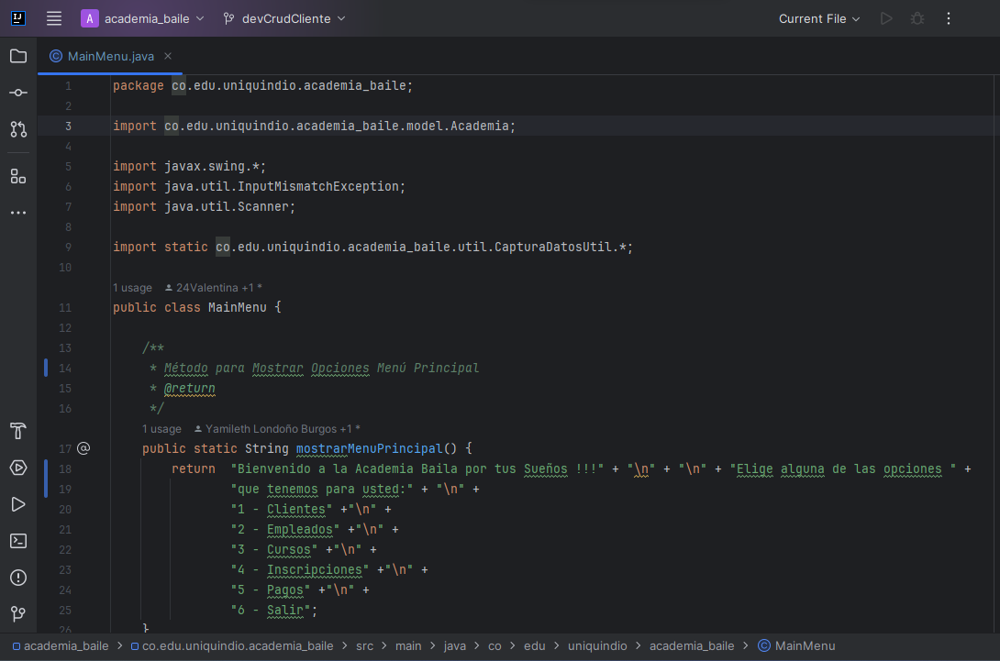 IJ A academia_baile devCrudCliente Current File
C MainMenu.java ×
1 package co.edu.uniquindio.academia_baile;
2
3 import co.edu.uniquindio.academia_baile.model.Academia;
4
5 import javax.swing.*;
6 import java.util.InputMismatchException;
7 import java.util.Scanner;
8
9 import static co.edu.uniquindio.academia_baile.util.CapturaDatosUtil.*;
10
1 usage 24Valentina +1 *
11 public class MainMenu {
12
13 /**
14 * Método para Mostrar Opciones Menú Principal
15 * @return
16 */
1 usage Yamileth Londoño Burgos +1 *
17 @ public static String mostrarMenuPrincipal() {
18 return "Bienvenido a la Academia Baila por tus Sueños !!!" + "\n" + "\n" + "Elige alguna de las opciones " +
19 "que tenemos para usted:" + "\n" +
20 "1 - Clientes" +"\n" +
21 "2 - Empleados" +"\n" +
22 "3 - Cursos" +"\n" +
23 "4 - Inscripciones" +"\n" +
24 "5 - Pagos" +"\n" +
25 "6 - Salir";
26 }
academia_baile > co.edu.uniquindio.academia_baile > src > main > java > co > edu > uniquindio > academia_baile > C MainMenu